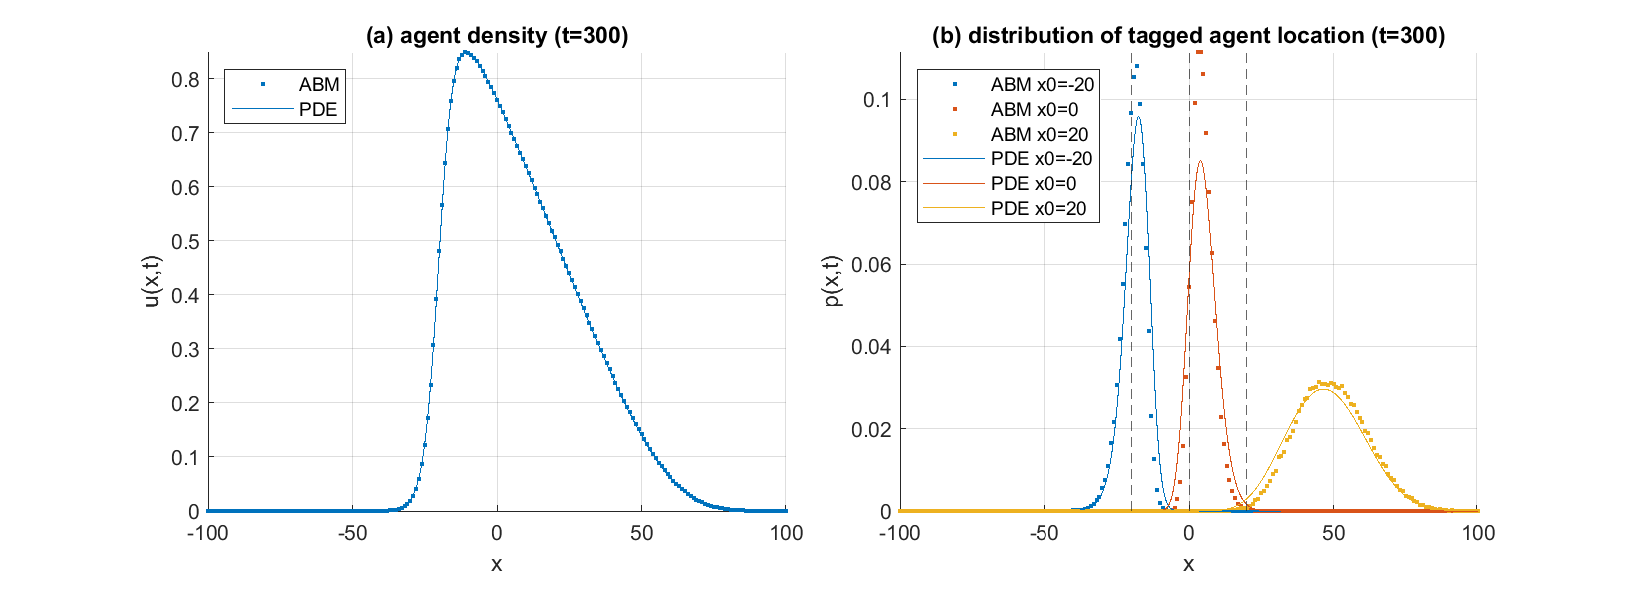 (a) agent density (t=300)
ABM
PDE
0.8
0.7
0.6
0.5
0.4
0.3
0.2
0.1
0
u(x,t)
-100
-50
0
50
100
x
(b) distribution of tagged agent location (t=300)
ABM x0=-20
ABM x0=0
ABM x0=20
PDE x0=-20
PDE x0=0
PDE x0=20
0.1
0.08
0.06
0.04
0.02
0
p(x,t)
-100
-50
0
50
100
x